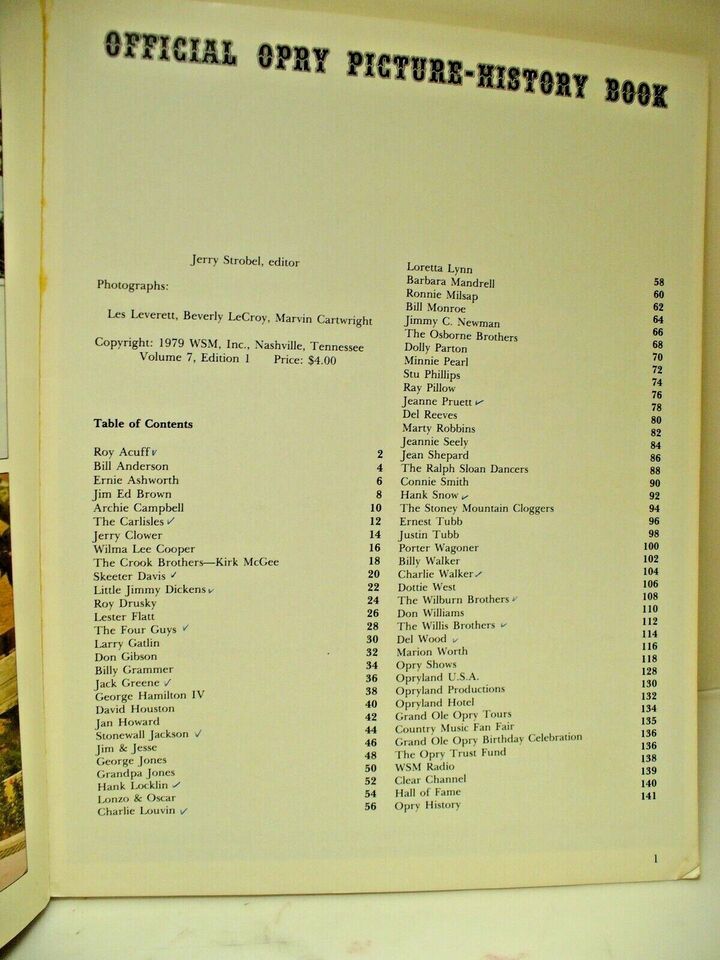 OFFICIAL OPRY PICTURE-HISTORY BOOK
Jerry Strobel, editor
Photographs:
Les Leverett, Beverly LeCroy, Marvin Cartwright
Copyright: 1979 WSM, Inc., Nashville, Tennessee
Volume 7, Edition 1 Price: $4.00
Table of Contents
Roy Acuff ✓ 2
Bill Anderson 4
Ernie Ashworth 6
Jim Ed Brown 8
Archie Campbell 10
The Carlisles ✓ 12
Jerry Clower 14
Wilma Lee Cooper 16
The Crook Brothers—Kirk McGee 18
Skeeter Davis ✓ 20
Little Jimmy Dickens ✓ 22
Roy Drusky 24
Lester Flatt 26
The Four Guys ✓ 28
Larry Gatlin 30
Don Gibson 32
Billy Grammer 34
Jack Greene ✓ 36
George Hamilton IV 38
David Houston 40
Jan Howard 42
Stonewall Jackson ✓ 44
Jim & Jesse 46
George Jones 48
Grandpa Jones 50
Hank Locklin ✓ 52
Lonzo & Oscar 54
Charlie Louvin ✓ 56
Loretta Lynn 58
Barbara Mandrell 60
Ronnie Milsap 62
Bill Monroe 64
Jimmy C. Newman 66
The Osborne Brothers 68
Dolly Parton 70
Minnie Pearl 72
Stu Phillips 74
Ray Pillow 76
Jeanne Pruett ✓ 78
Del Reeves 80
Marty Robbins 82
Jeannie Seely 84
Jean Shepard 86
The Ralph Sloan Dancers 88
Connie Smith 90
Hank Snow ✓ 92
The Stoney Mountain Cloggers 94
Ernest Tubb 96
Justin Tubb 98
Porter Wagoner 100
Billy Walker 102
Charlie Walker ✓ 104
Dottie West 106
The Wilburn Brothers ✓ 108
Don Williams 110
The Willis Brothers ✓ 112
Del Wood ✓ 114
Marion Worth 116
Opry Shows 118
Opryland U.S.A. 128
Opryland Productions 130
Opryland Hotel 132
Grand Ole Opry Tours 134
Country Music Fan Fair 135
Grand Ole Opry Birthday Celebration 136
The Opry Trust Fund 136
WSM Radio 138
Clear Channel 139
Hall of Fame 140
Opry History 141
1